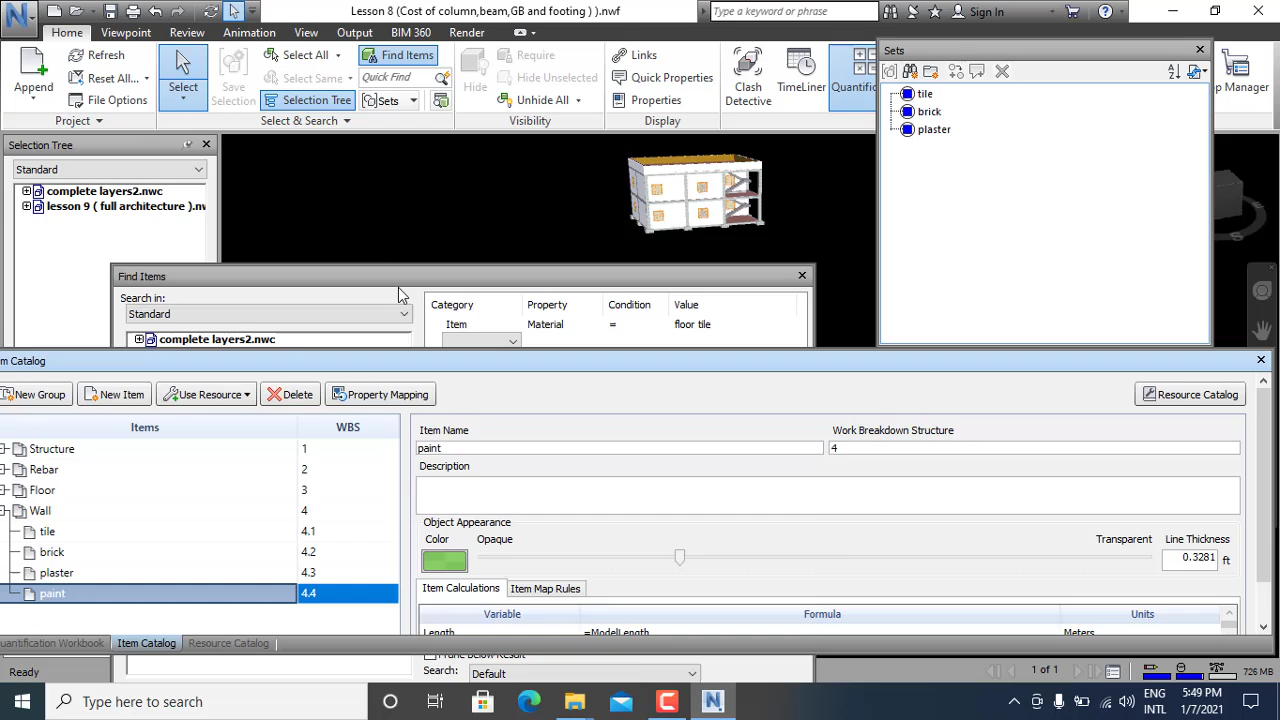 Lesson 8 (Cost of column,beam,GB and footing ) ).nwf
Type a keyword or phrase
Sign In
Home
Viewpoint
Review
Animation
View
Output
BIM 360
Render
Append
Refresh
Reset All...
File Options
Project
Select
Save
Selection
Select All
Select Same
Selection Tree
Select & Search
Find Items
Quick Find
Sets
Require
Hide Unselected
Unhide All
Visibility
Links
Quick Properties
Properties
Display
Clash
Detective
TimeLiner
Quantifi
p Manager
Sets
tile
brick
plaster
Selection Tree
Standard
complete layers2.nwc
lesson 9 ( full architecture ).nw
Find Items
Search in:
Standard
complete layers2.nwc
Category
Property
Condition
Value
Item
Material
=
floor tile
m Catalog
New Group
New Item
Use Resource
Delete
Property Mapping
Resource Catalog
Items
WBS
Structure
1
Rebar
2
Floor
3
Wall
4
tile
4.1
brick
4.2
plaster
4.3
paint
4.4
Item Name
Work Breakdown Structure
paint
4
Description
Object Appearance
Color
Opaque
Transparent
Line Thickness
0.3281
ft
Item Calculations
Item Map Rules
Variable
Formula
Units
Length
=ModelLength
Meters
uantification Workbook
Item Catalog
Resource Catalog
Prune Below Result
Search:
Default
Ready
1 of 1
726 MB
Type here to search
ENG
INTL
5:49 PM
1/7/2021